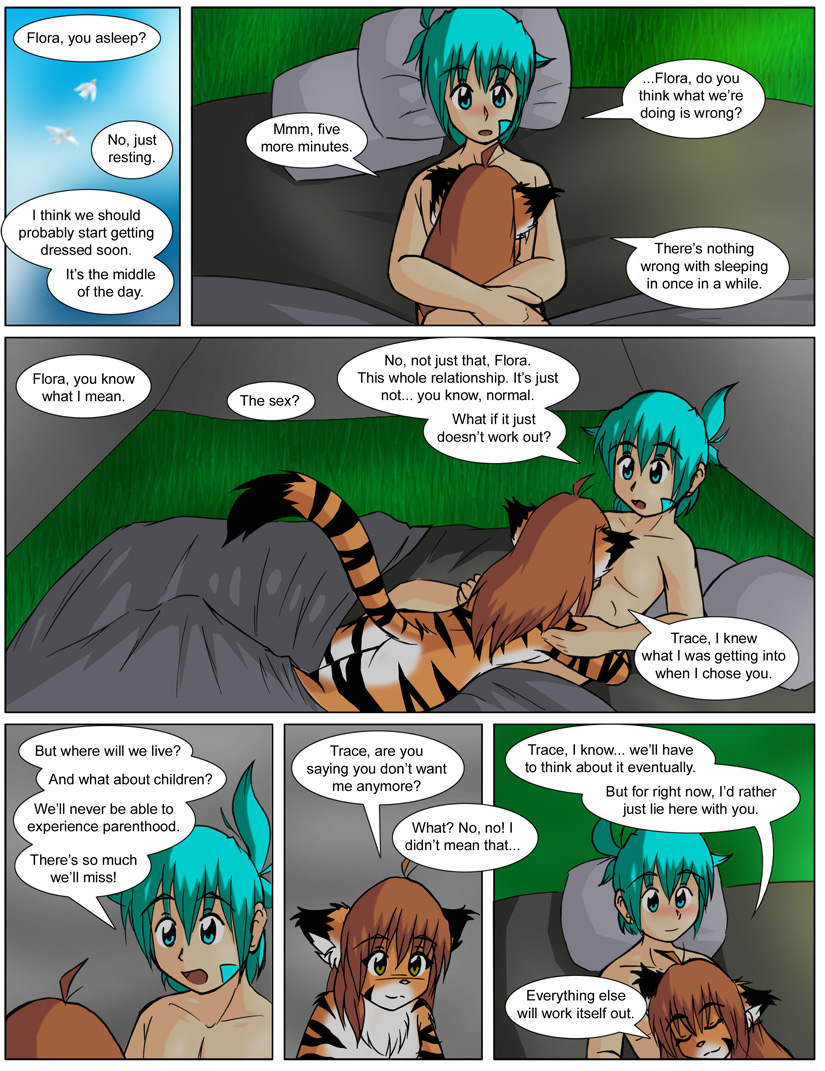 Flora, you asleep?
No, just
resting.
I think we should
probably start getting
dressed soon.
It's the middle
of the day.
...Flora, do you
think what we're
doing is wrong?
Mmm, five
more minutes.
There's nothing
wrong with sleeping
in once in a while.
Flora, you know
what I mean.
The sex?
No, not just that, Flora.
This whole relationship. It's just
not... you know, normal.
What if it just
doesn't work out?
Trace, I knew
what I was getting into
when I chose you.
But where will we live?
And what about children?
We'll never be able to
experience parenthood.
There's so much
we'll miss!
Trace, are you
saying you don't want
me anymore?
What? No, no! I
didn't mean that...
Trace, I know... we'll have
to think about it eventually.
But for right now, I'd rather
just lie here with you.
Everything else
will work itself out.